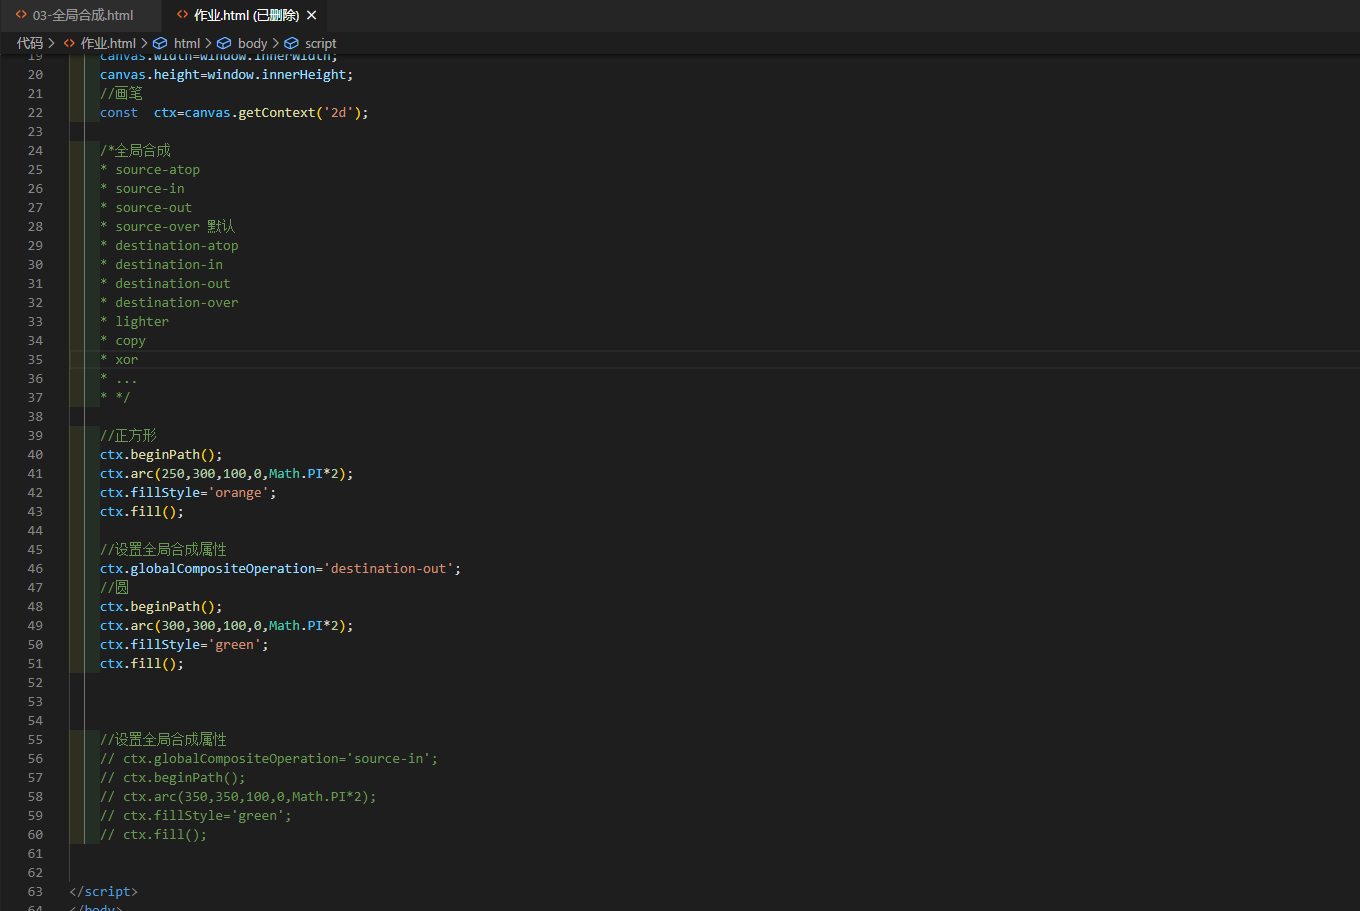 03-全局合成.html
作业.html (已删除)
代码 > 作业.html > html > body > script
19 canvas.width=window.innerWidth;
20 canvas.height=window.innerHeight;
21 //画笔
22 const  ctx=canvas.getContext('2d');
23
24 /*全局合成
25 * source-atop
26 * source-in
27 * source-out
28 * source-over 默认
29 * destination-atop
30 * destination-in
31 * destination-out
32 * destination-over
33 * lighter
34 * copy
35 * xor
36 * ...
37 * */
38
39 //正方形
40 ctx.beginPath();
41 ctx.arc(250,300,100,0,Math.PI*2);
42 ctx.fillStyle='orange';
43 ctx.fill();
44
45 //设置全局合成属性
46 ctx.globalCompositeOperation='destination-out';
47 //圆
48 ctx.beginPath();
49 ctx.arc(300,300,100,0,Math.PI*2);
50 ctx.fillStyle='green';
51 ctx.fill();
52
53
54
55 //设置全局合成属性
56 // ctx.globalCompositeOperation='source-in';
57 // ctx.beginPath();
58 // ctx.arc(350,350,100,0,Math.PI*2);
59 // ctx.fillStyle='green';
60 // ctx.fill();
61
62
63 </script>
64 </body>